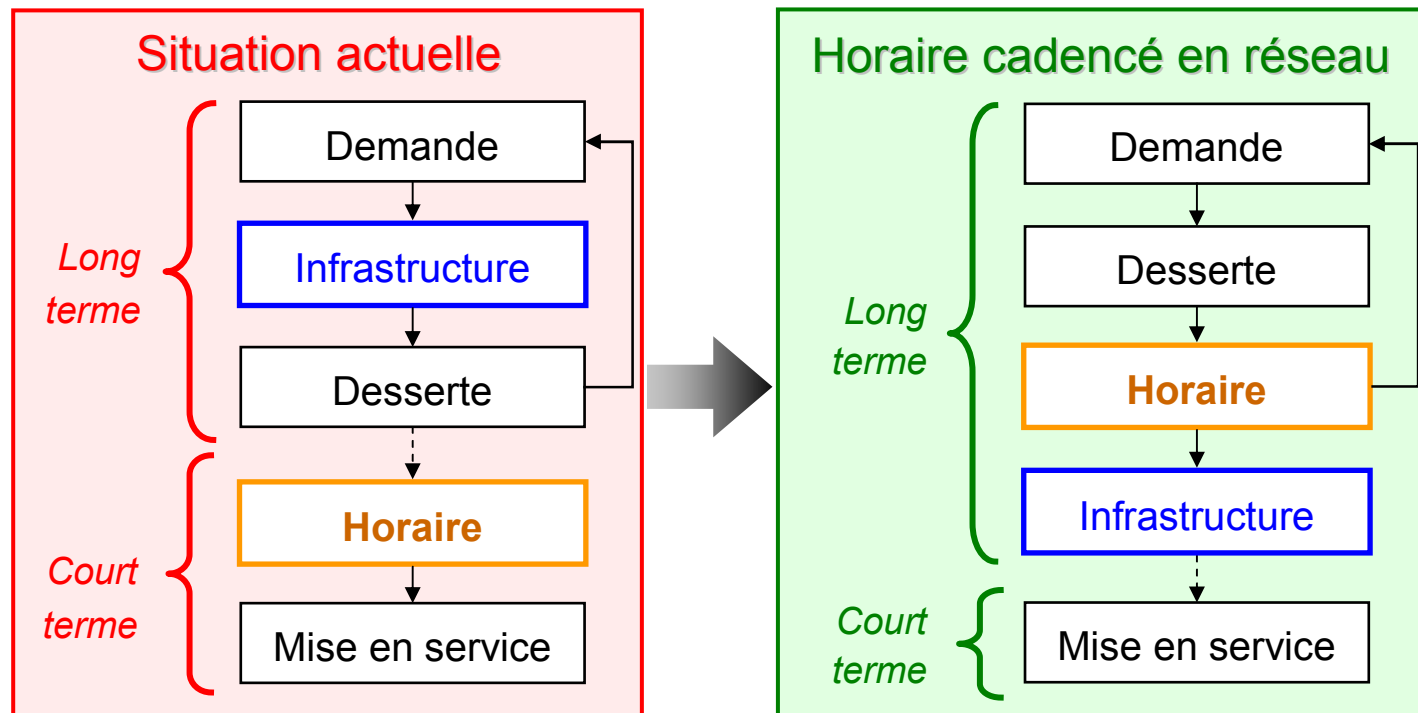 Situation actuelle
Demande
Infrastructure
Long
terme
Desserte
Horaire
Court
terme
Mise en service
Horaire cadencé en réseau
Demande
Desserte
Long
terme
Horaire
Infrastructure
Court
terme
Mise en service